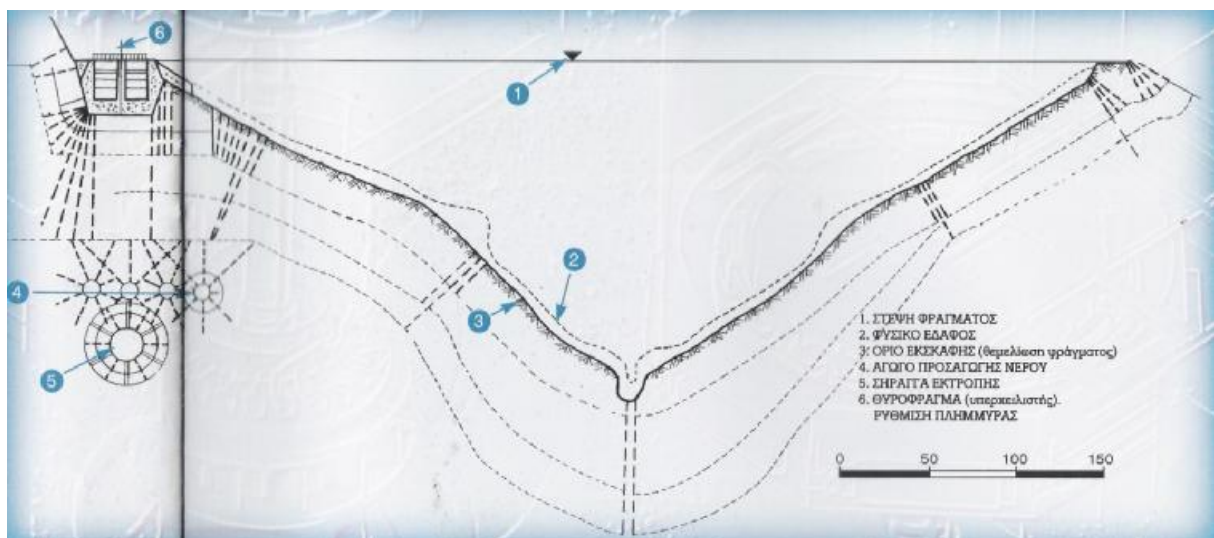 6
1
2
4
3
5
1. ΣΤΕΨΗ ΦΡΑΓΜΑΤΟΣ
2. ΦΥΣΙΚΟ ΕΔΑΦΟΣ
3. ΟΡΙΟ ΕΚΣΚΑΦΗΣ (θεμελίωση φράγματος)
4. ΑΓΩΓΟ ΠΡΟΣΑΓΩΓΗΣ ΝΕΡΟΥ
5. ΣΗΡΑΓΓΑ ΕΚΤΡΟΠΗΣ
6. ΘΥΡΟΦΡΑΓΜΑ (υπερχειλιστής).
ΡΥΘΜΙΣΗ ΠΛΗΜΜΥΡΑΣ
0 50 100 150